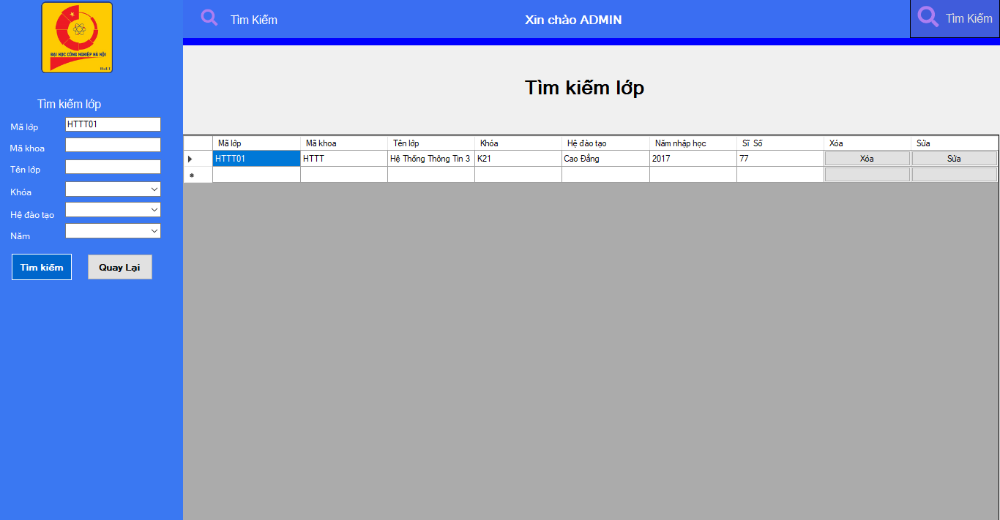 ĐẠI HỌC CÔNG NGHIỆP HÀ NỘI
HaUI
Tìm Kiếm
Xin chào ADMIN
Tìm Kiếm
Tìm kiếm lớp
Mã lớp HTTT01
Mã khoa
Tên lớp
Khóa
Hệ đào tạo
Năm
Tìm kiếm Quay Lại
Tìm kiếm lớp
Mã lớp Mã khoa Tên lớp Khóa Hệ đào tạo Năm nhập học Sĩ Số Xóa Sửa
HTTT01 HTTT Hệ Thống Thông Tin 3 K21 Cao Đẳng 2017 77 Xóa Sửa